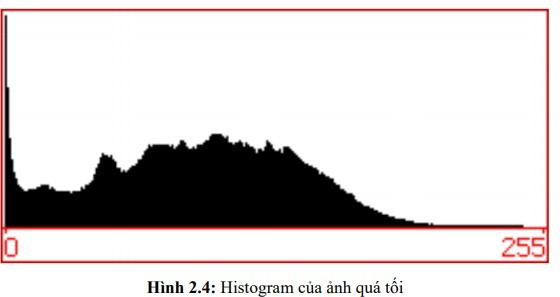 0 255
Hình 2.4: Histogram của ảnh quá tối